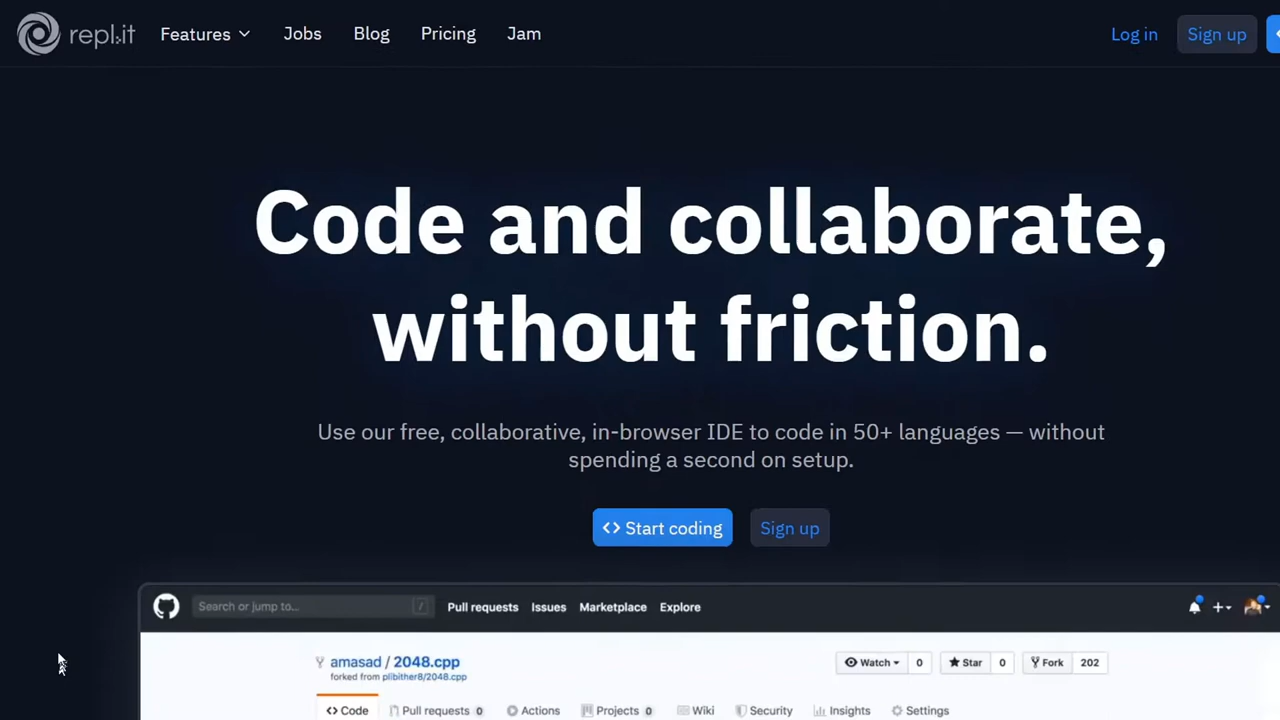 repl.it Features Jobs Blog Pricing Jam Log in Sign up
Code and collaborate,
without friction.
Use our free, collaborative, in-browser IDE to code in 50+ languages — without
spending a second on setup.
<> Start coding Sign up
Search or jump to... / Pull requests Issues Marketplace Explore
amasad / 2048.cpp Watch 0 Star 0 Fork 202
forked from plibither8/2048.cpp
<> Code Pull requests 0 Actions Projects 0 Wiki Security Insights Settings